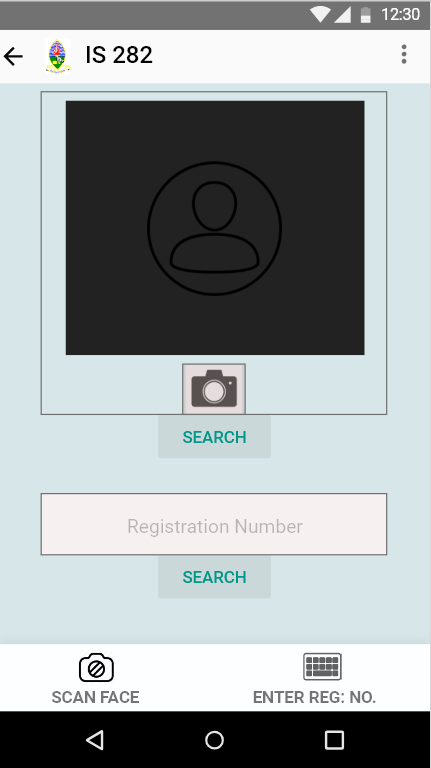 12:30
IS 282
SEARCH
Registration Number
SEARCH
SCAN FACE
ENTER REG: NO.